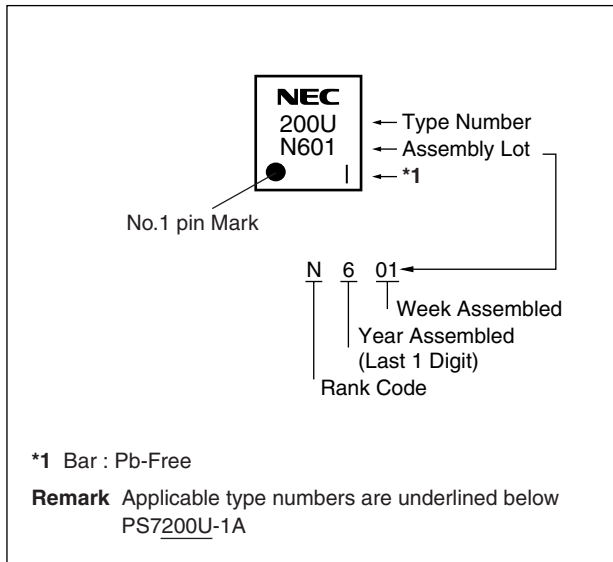 NEC
200U
N601
|
Type Number
Assembly Lot
*1
No.1 pin Mark
N 6 01
Week Assembled
Year Assembled
(Last 1 Digit)
Rank Code
*1 Bar : Pb-Free
Remark Applicable type numbers are underlined below
PS7200U-1A